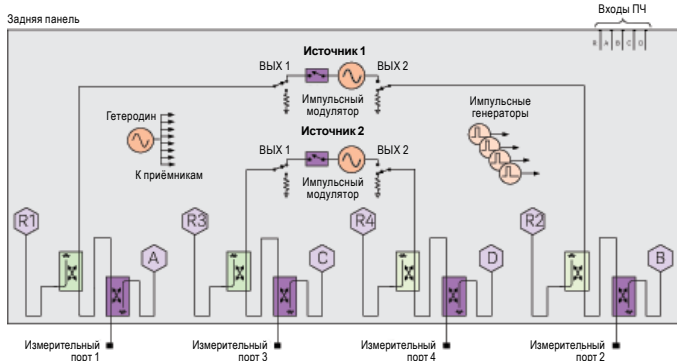 Входы ПЧ
Задняя панель
R A B C D
Источник 1
ВЫХ 1
ВЫХ 2
Импульсный
модулятор
Импульсные
генераторы
Гетеродин
К приёмникам
Источник 2
ВЫХ 1
ВЫХ 2
Импульсный
модулятор
R1
A
R3
C
R4
D
R2
B
Измерительный
порт 1
Измерительный
порт 3
Измерительный
порт 4
Измерительный
порт 2